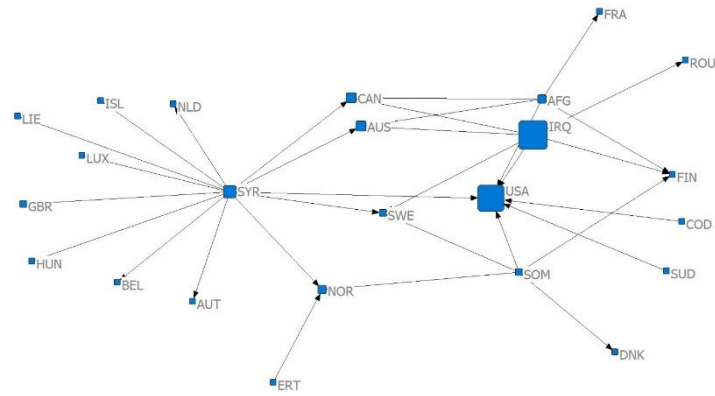 FRA
ROU
ISL
NLD
CAN
AFG
LIE
AUS
IRQ
LUX
FIN
SYR
USA
GBR
SWE
COD
HUN
BEL
NOR
SOM
SUD
AUT
DNK
ERT